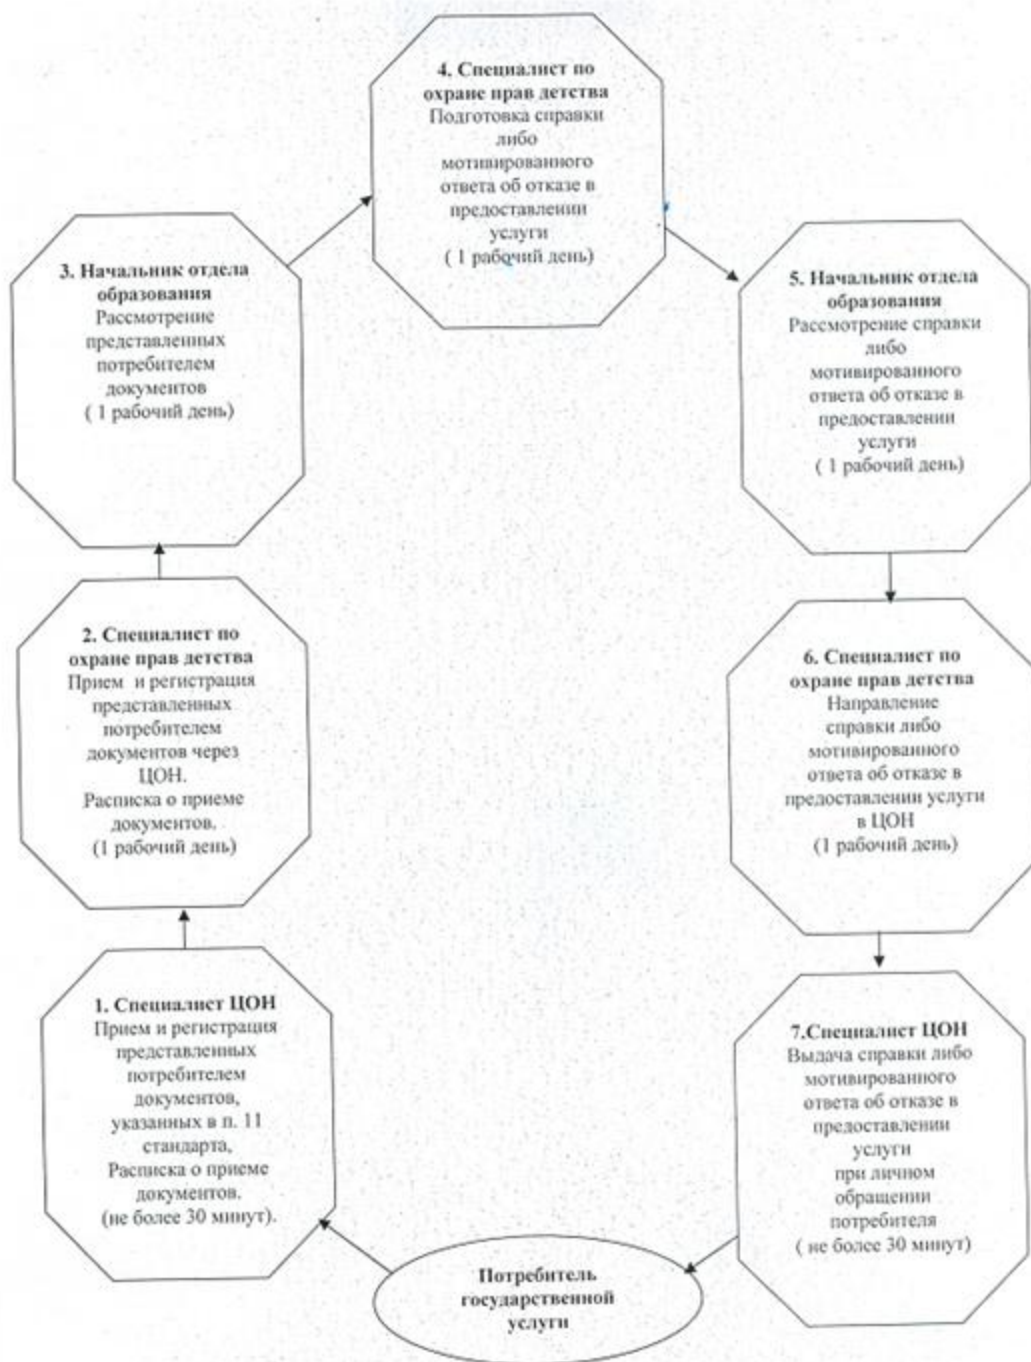 4. Специалист по
охране прав детства
Подготовка справки
либо
мотивированного
ответа об отказе в
предоставлении
услуги
( 1 рабочий день)
3. Начальник отдела
образования
Рассмотрение
представленных
потребителем
документов
( 1 рабочий день)
5. Начальник отдела
образования
Рассмотрение справки
либо
мотивированного
ответа об отказе в
предоставлении
услуги
( 1 рабочий день)
2. Специалист по
охране прав детства
Прием и регистрация
представленных
потребителем
документов через
ЦОН.
Расписка о приеме
документов.
(1 рабочий день)
6. Специалист по
охране прав детства
Направление
справки либо
мотивированного
ответа об отказе в
предоставлении услуги
в ЦОН
(1 рабочий день)
1. Специалист ЦОН
Прием и регистрация
представленных
потребителем
документов,
указанных в п. 11
стандарта,
Расписка о приеме
документов.
(не более 30 минут).
7.Специалист ЦОН
Выдача справки либо
мотивированного
ответа об отказе в
предоставлении
услуги
при личном
обращении
потребителя
( не более 30 минут)
Потребитель
государственной
услуги